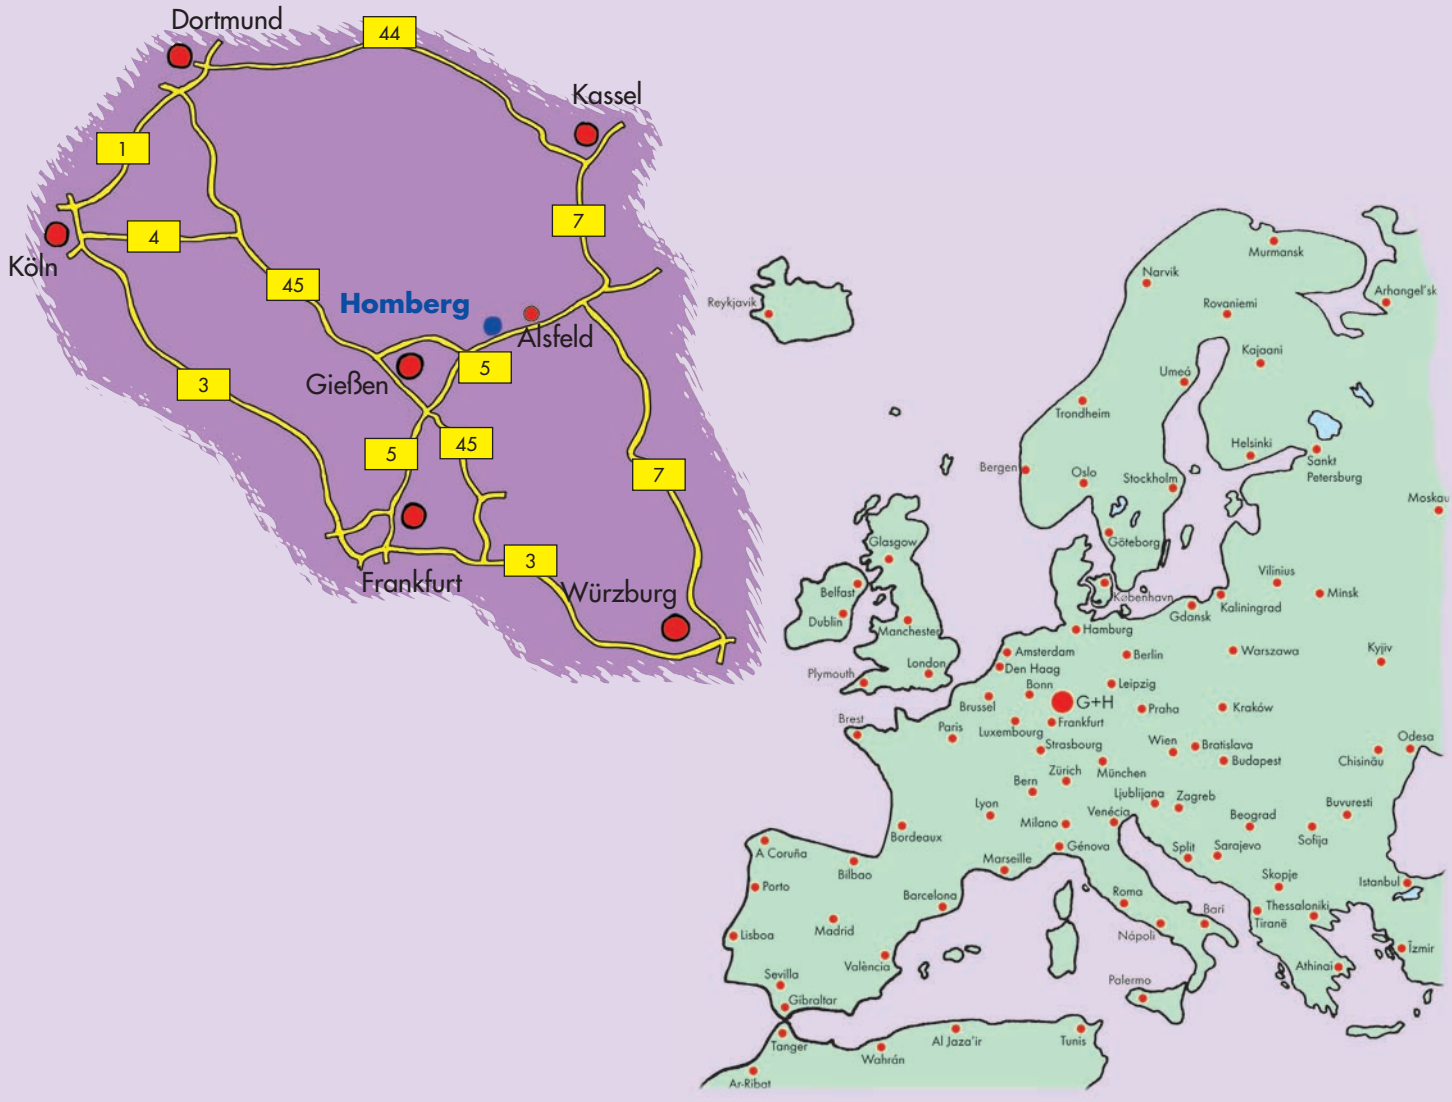 Dortmund
44
Kassel
1
7
4
Köln
45
Homberg
Alsfeld
5
Gießen
3
5
45
7
3
Frankfurt
Würzburg
Murmansk
Narvik
Arhangel'sk
Reykjavik
Rovaniemi
Kajaani
Umeá
Trondheim
Helsinki
Sankt
Petersburg
Bergen
Oslo
Stockholm
Moskau
Glasgow
Göteborg
Vilinius
Belfast
København
Minsk
Kaliningrad
Gdansk
Dublin
Manchester
Hamburg
Amsterdam
Berlin
Warszawa
Kyjiv
London
Den Haag
Plymouth
Bonn
Leipzig
G+H
Brussel
Praha
Kraków
Brest
Paris
Luxembourg
Frankfurt
Strasbourg
Wien
Bratislava
Odesa
Budapest
Chisinău
Zürich
München
Bern
Ljublijana
Zagreb
Lyon
Venécia
Buvuresti
Milano
Beograd
Bordeaux
Sofija
Génova
Split
Sarajevo
A Coruña
Marseille
Bilbao
Skopje
Istanbul
Porto
Barcelona
Roma
Thessaloniki
Bari
Tiranë
Madrid
Lisboa
Nápoli
Îzmir
València
Athinai
Sevilla
Palermo
Gibraltar
Tanger
Al Jaza'ir
Tunis
Wahrán
Ar-Ribat